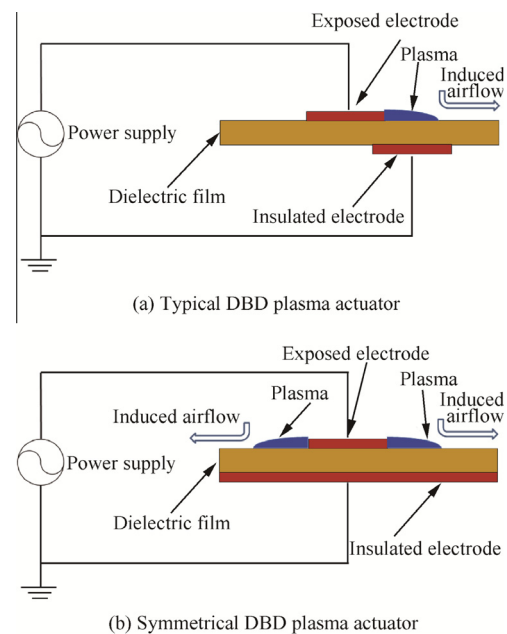 Exposed electrode
Plasma
Induced
airflow
Power supply
Dielectric film
Insulated electrode
(a) Typical DBD plasma actuator
Exposed electrode
Plasma
Plasma
Induced
airflow
Induced airflow
Power supply
Dielectric film
Insulated electrode
(b) Symmetrical DBD plasma actuator